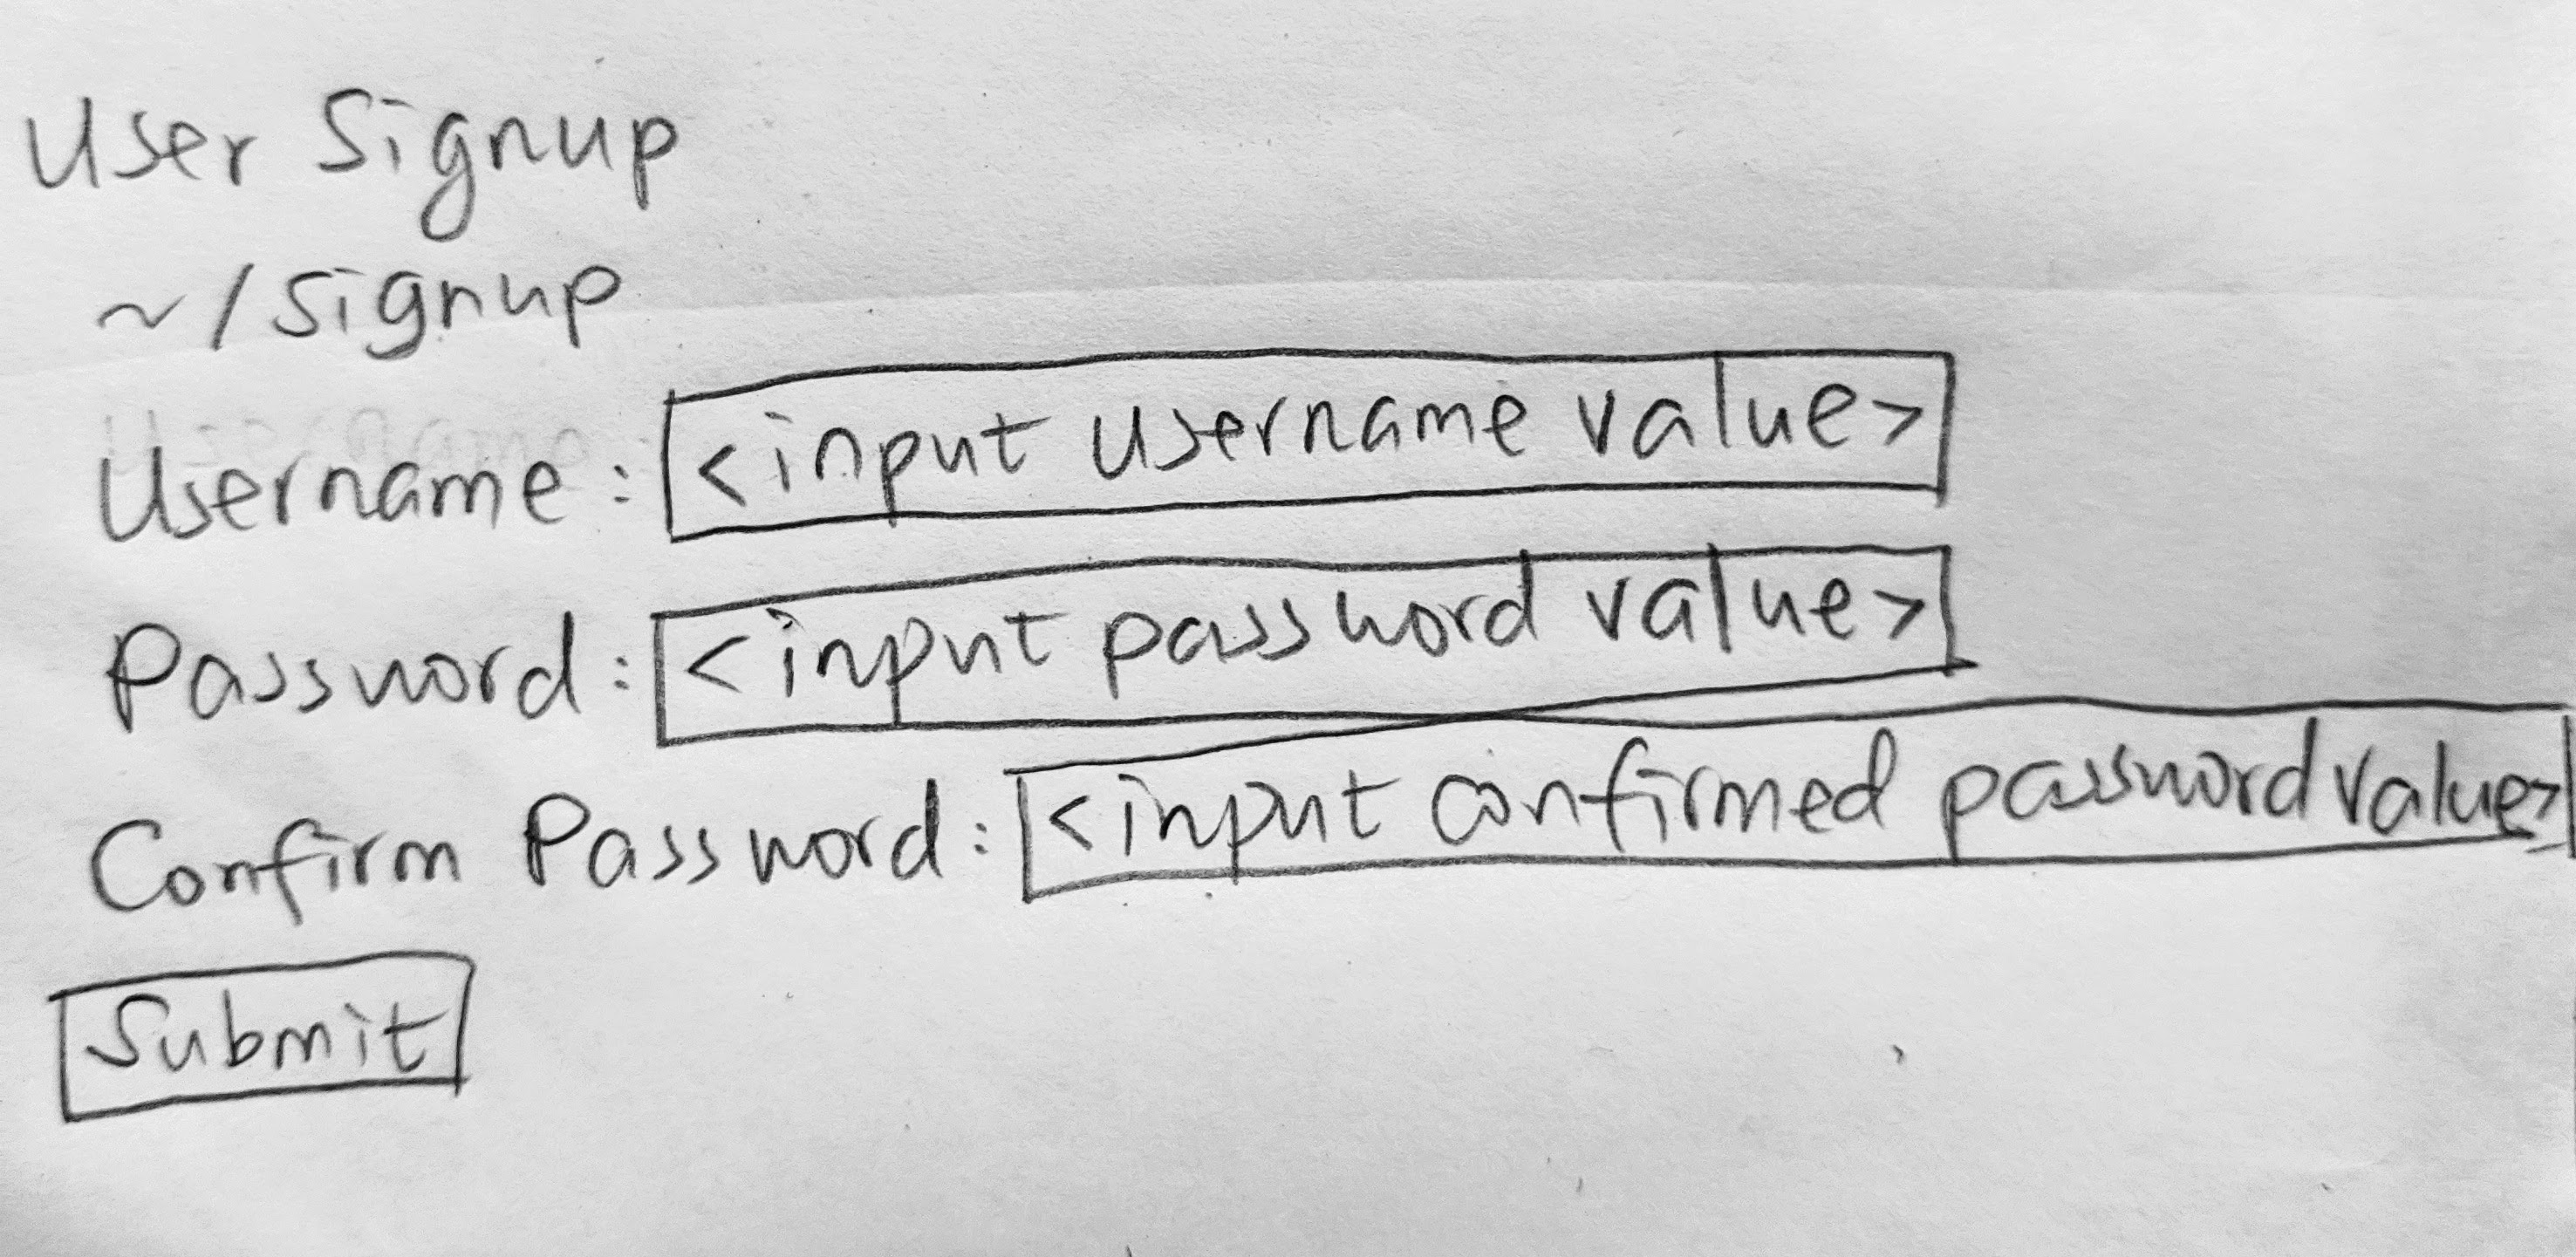 User Signup
~/signup
Username: <input username value>
Password: <input password value>
Confirm Password: <input confirmed password value>
Submit